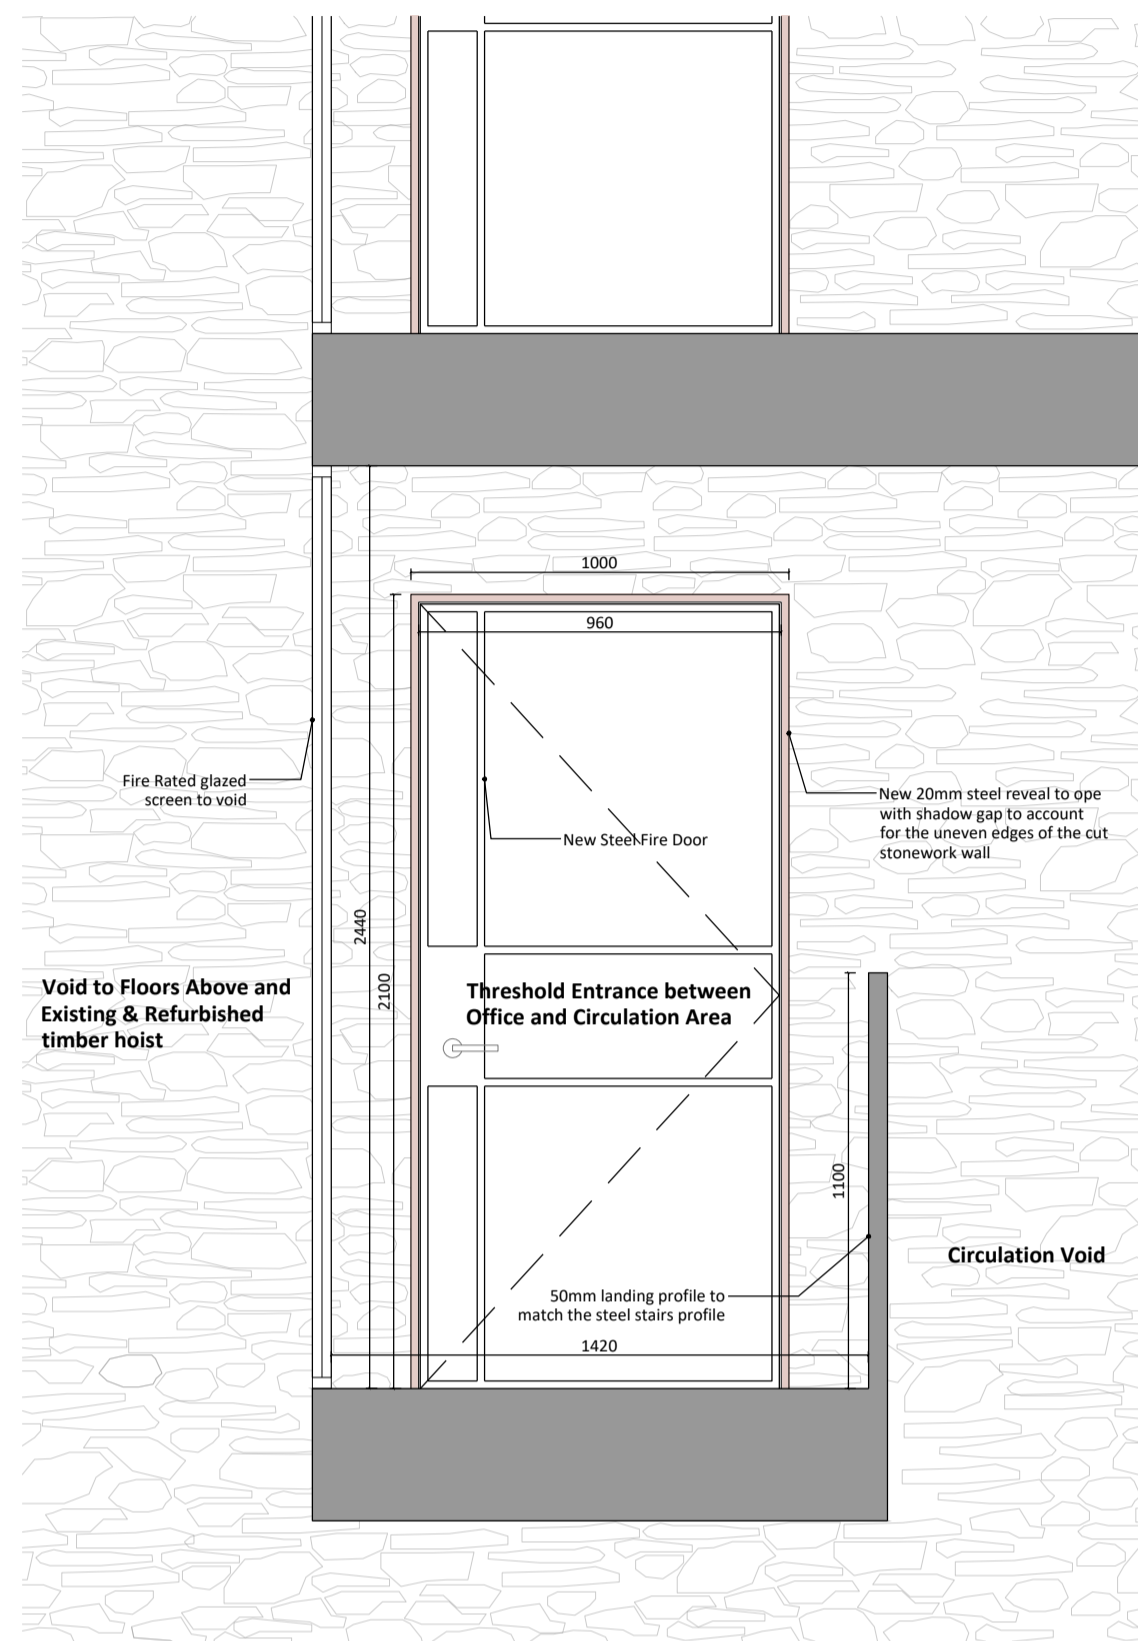 1000
960
Fire Rated glazed
screen to void
New 20mm steel reveal to ope
with shadow gap to account
for the uneven edges of the cut
stonework wall
New Steel Fire Door
2440
2100
Void to Floors Above and
Existing & Refurbished
timber hoist
Threshold Entrance between
Office and Circulation Area
1100
Circulation Void
50mm landing profile to
match the steel stairs profile
1420